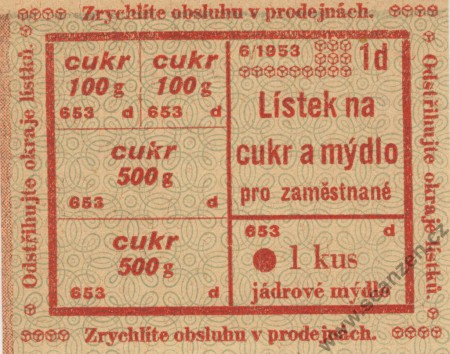 Zrychlíte obsluhu v prodejnách.
Odstřihujte okraje lístků.
cukr
100 g
653 d
cukr
100 g
653 d
cukr
500 g
653 d
cukr
500 g
653 d
6/1953
1d
Lístek na
cukr a mýdlo
pro zaměstnané
653 d
1 kus
jádrové mýdlo
Odstřihujte okraje lístků.
Zrychlíte obsluhu v prodejnách.